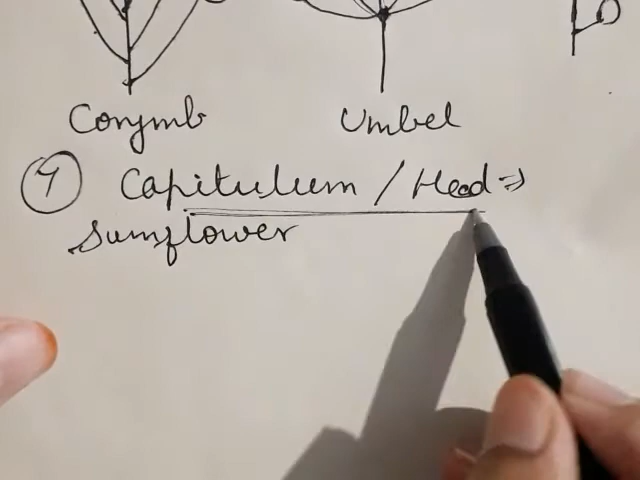 Corymb Umbel
7 Capitulum / Head ⇒
Sunflower